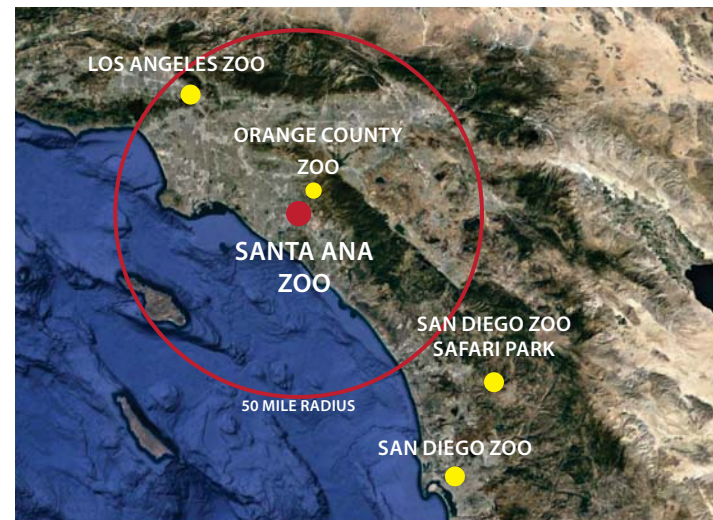 LOS ANGELES ZOO
ORANGE COUNTY
ZOO
SANTA ANA
ZOO
SAN DIEGO ZOO
SAFARI PARK
50 MILE RADIUS
SAN DIEGO ZOO